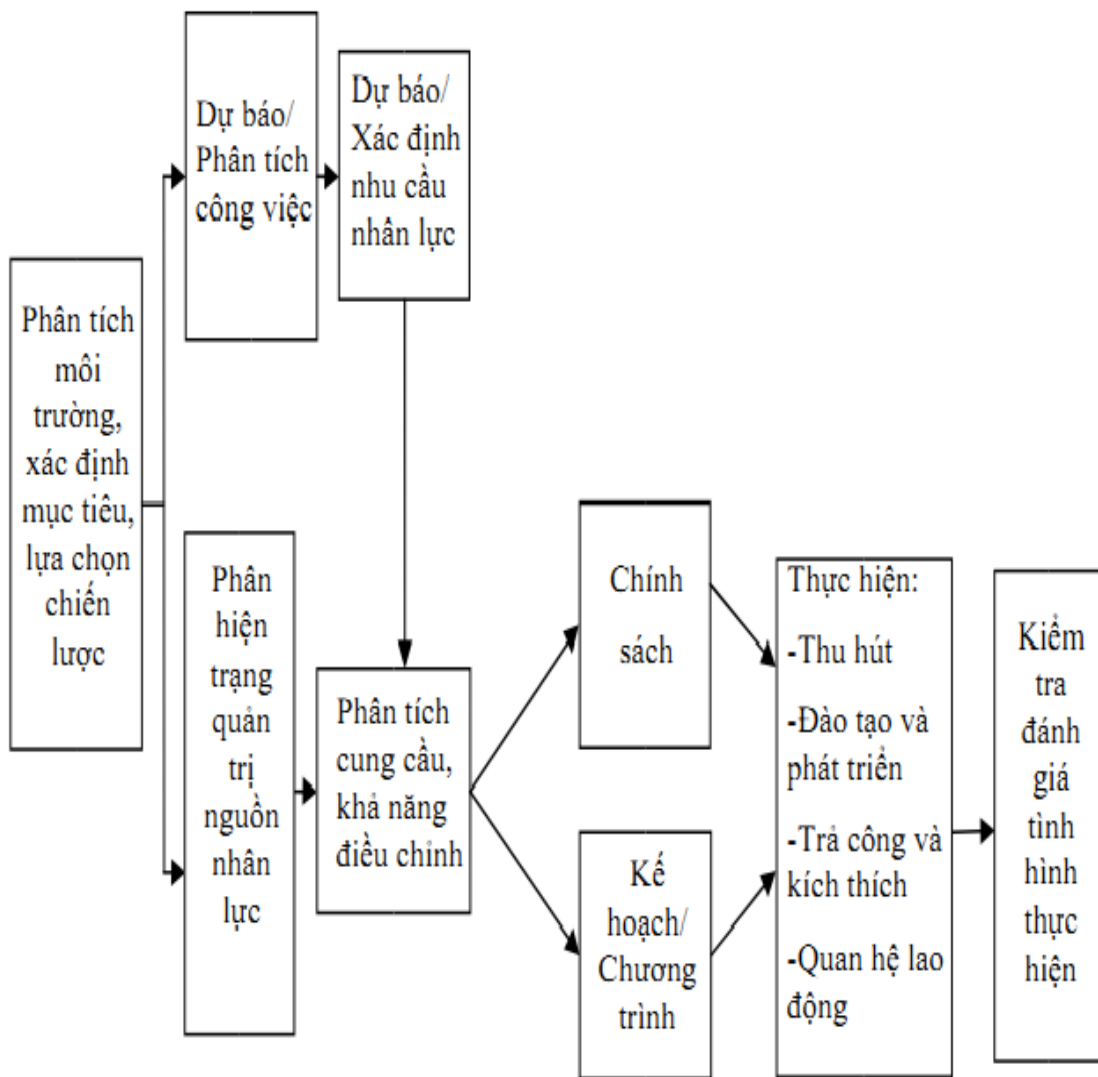 Phân tích
môi
trường,
xác định
mục tiêu,
lựa chọn
chiến
lược
Dự báo/
Phân tích
công việc
Dự báo/
Xác định
nhu cầu
nhân lực
Phân
hiện
trạng
quản
trị
nguồn
nhân
lực
Phân tích
cung cầu,
khả năng
điều chỉnh
Chính
sách
Kế
hoạch/
Chương
trình
Thực hiện:
-Thu hút
-Đào tạo và
phát triển
-Trả công và
kích thích
-Quan hệ lao
động
Kiểm
tra
đánh
giá
tình
hình
thực
hiện